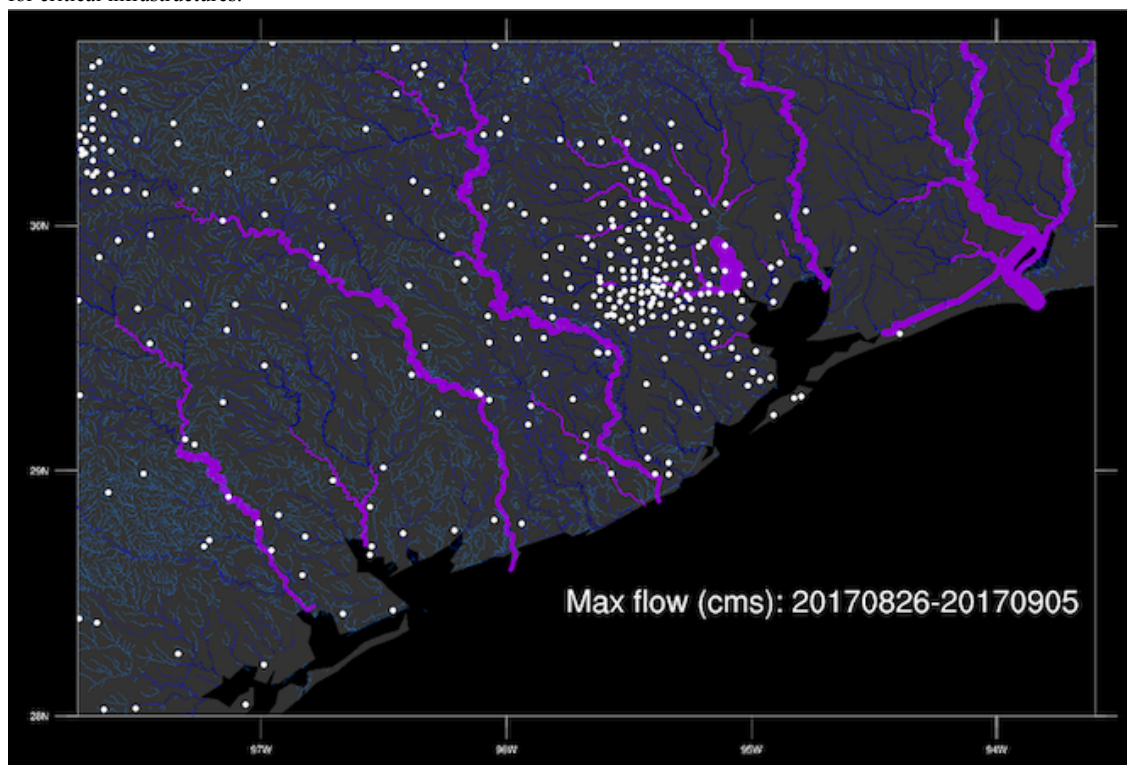 for critical infrastructures.
30N
29N
Max flow (cms): 20170826-20170905
28N
97W
96W
95W
94W